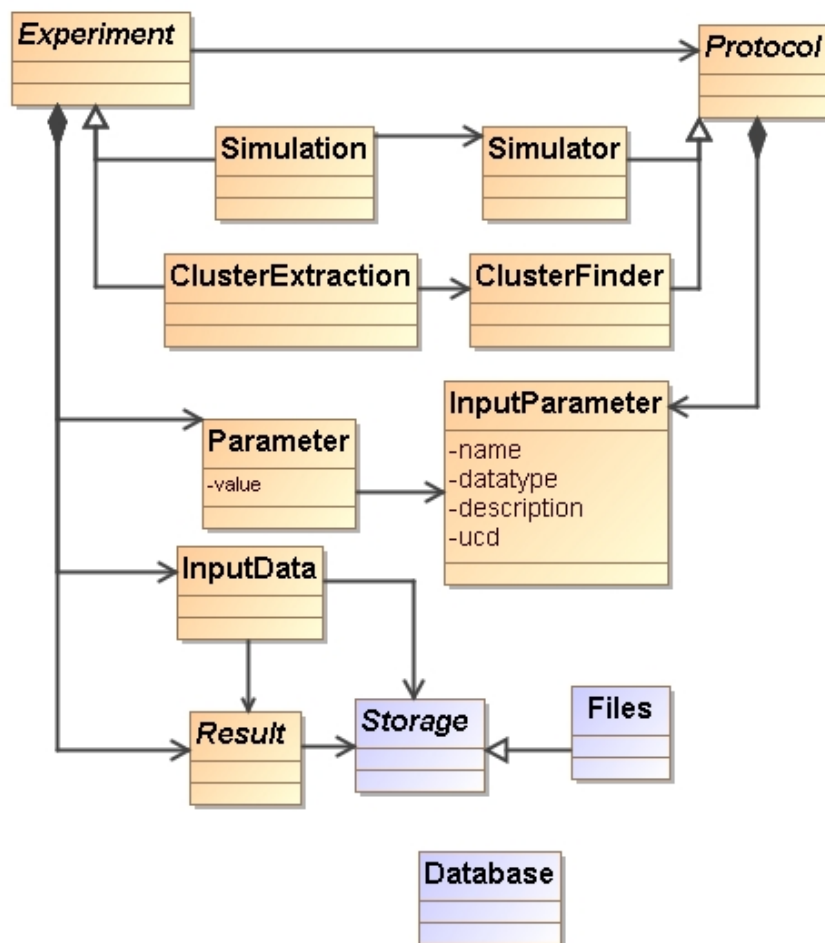 Experiment
Protocol
Simulation
Simulator
ClusterExtraction
ClusterFinder
InputParameter
-name
-datatype
-description
-ucd
Parameter
-value
InputData
Result
Storage
Files
Database